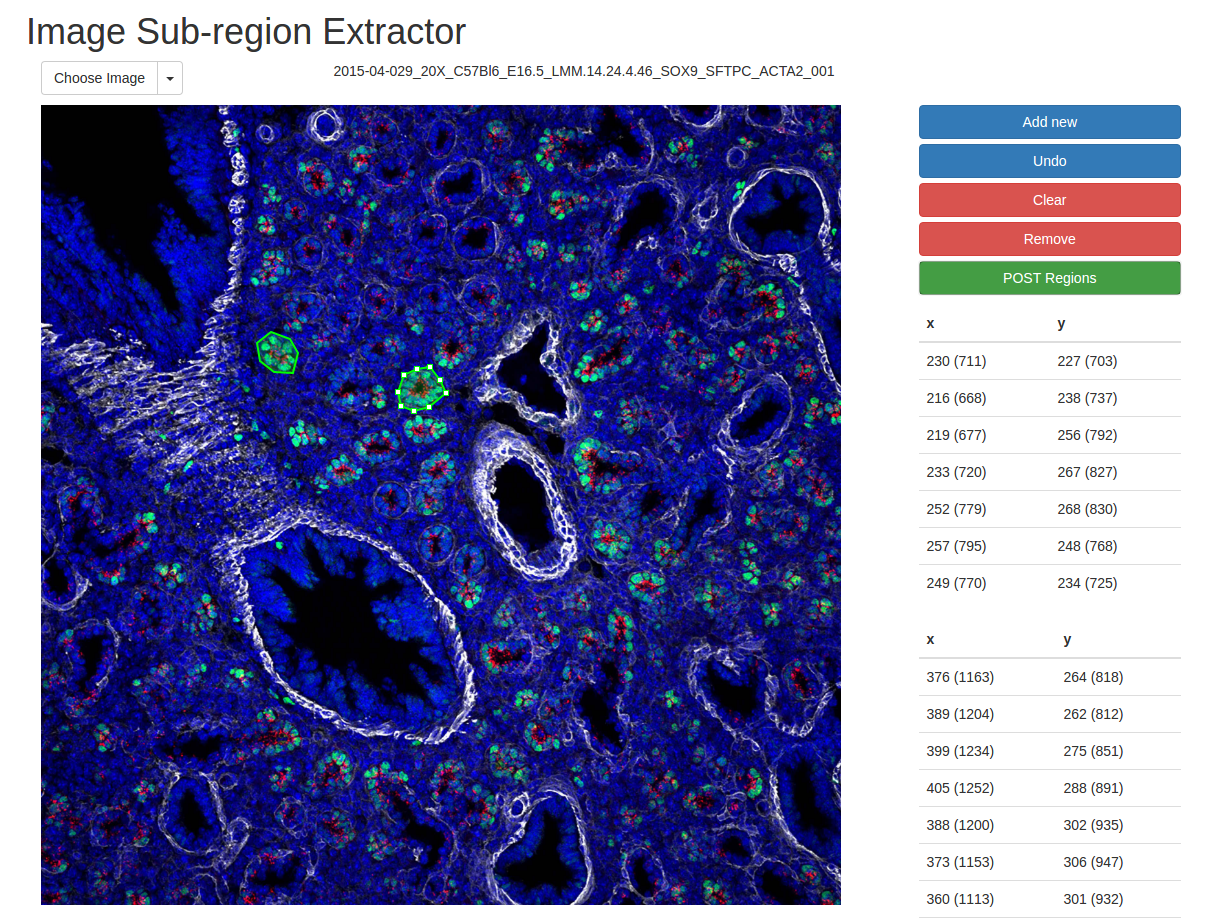 Image Sub-region Extractor
Choose Image
2015-04-029_20X_C57Bl6_E16.5_LMM.14.24.4.46_SOX9_SFTPC_ACTA2_001
Add new
Undo
Clear
Remove
POST Regions
x y
230 (711) 227 (703)
216 (668) 238 (737)
219 (677) 256 (792)
233 (720) 267 (827)
252 (779) 268 (830)
257 (795) 248 (768)
249 (770) 234 (725)
x y
376 (1163) 264 (818)
389 (1204) 262 (812)
399 (1234) 275 (851)
405 (1252) 288 (891)
388 (1200) 302 (935)
373 (1153) 306 (947)
360 (1113) 301 (932)